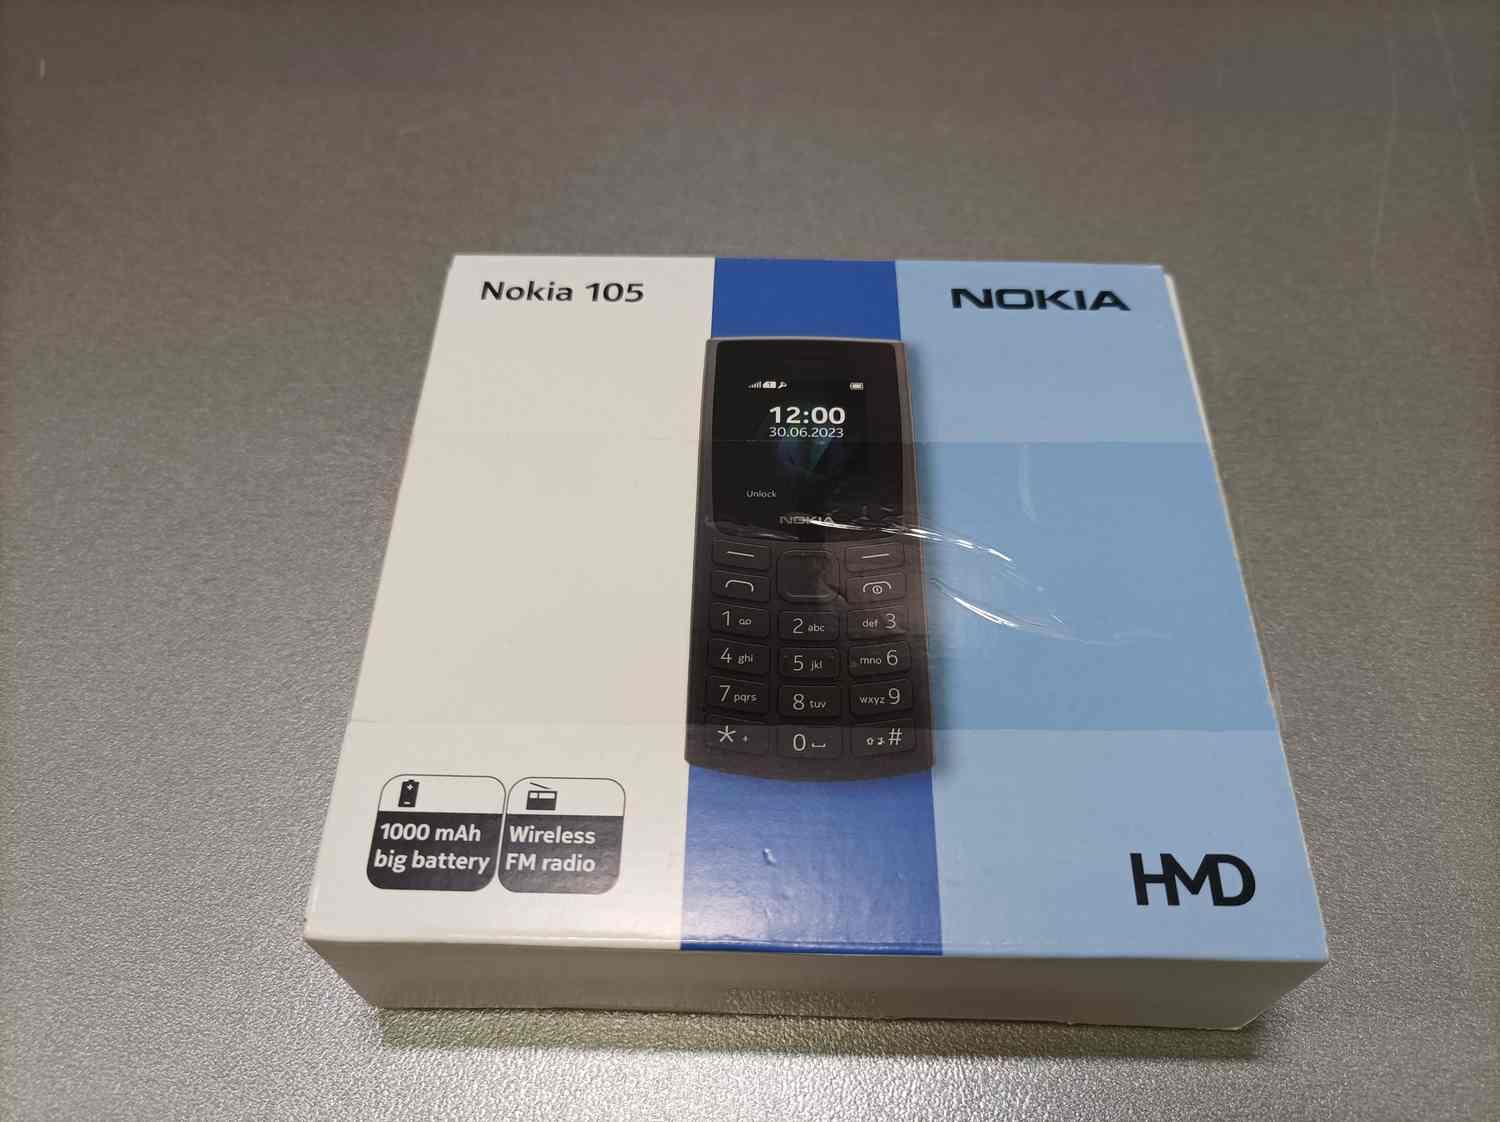 Nokia 105
NOKIA
12:00
30.06.2023
Unlock
NOKIA
1
2 abc
def 3
4 ghi
5 jkl
mno 6
7 pqrs
8 tuv
wxyz 9
* +
0
#
1000 mAh
big battery
Wireless
FM radio
HMD